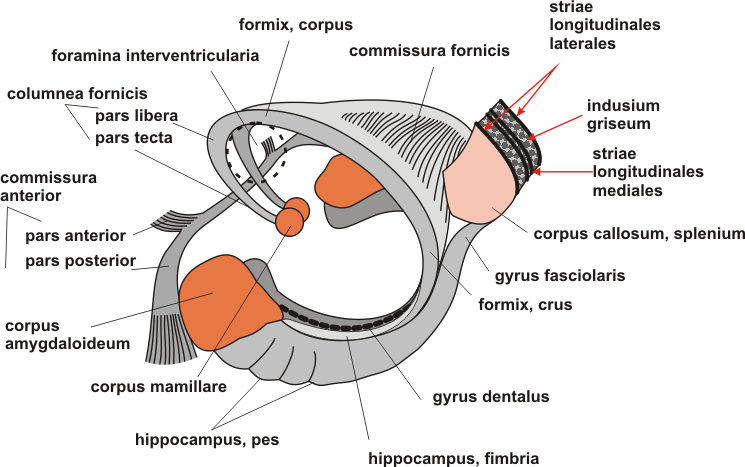 striae
longitudinales
laterales
formix, corpus
foramina interventricularia
commissura fornicis
columnea fornicis
pars libera
pars tecta
indusium
griseum
striae
longitudinales
mediales
commissura
anterior
pars anterior
pars posterior
corpus callosum, splenium
gyrus fasciolaris
formix, crus
corpus
amygdaloideum
corpus mamillare
gyrus dentalus
hippocampus, pes
hippocampus, fimbria